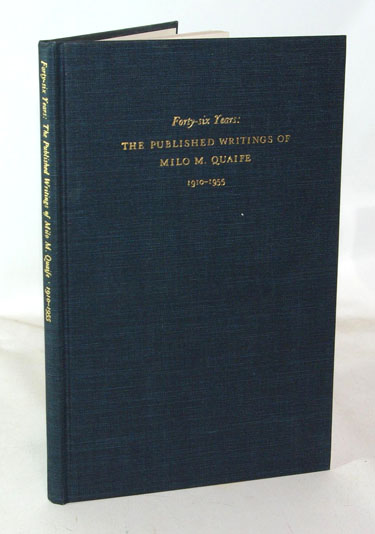 Forty-six Years:
THE PUBLISHED WRITINGS OF
MILO M. QUAIFE
1910–1955
Forty-six Years: The Published Writings of Milo M. Quaife · 1910–1955